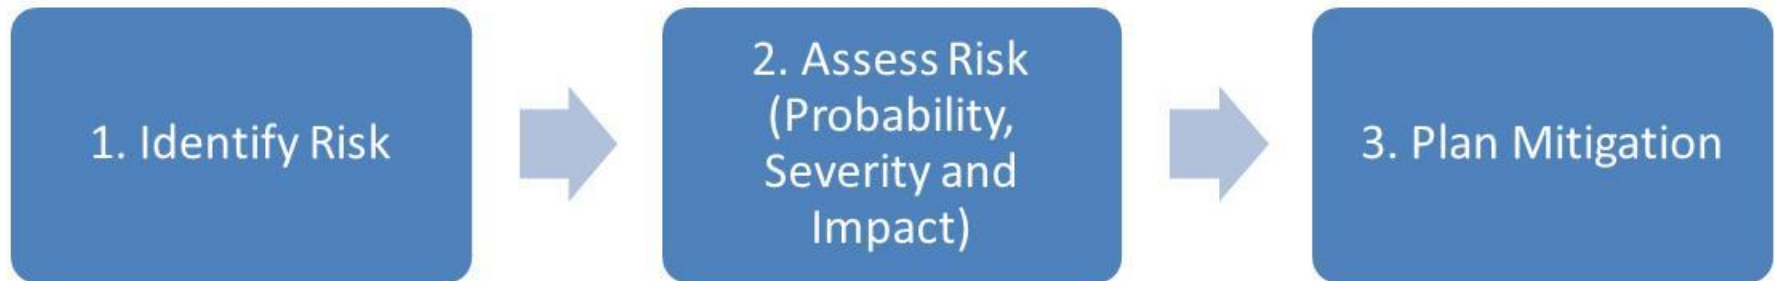 1. Identify Risk
2. Assess Risk
(Probability,
Severity and
Impact)
3. Plan Mitigation